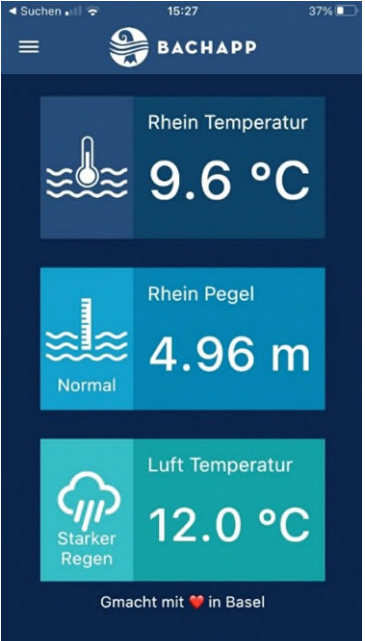 Suchen 15:27 37%
BACHAPP
Rhein Temperatur
9.6 °C
Rhein Pegel
4.96 m
Normal
Luft Temperatur
12.0 °C
Starker
Regen
Gmacht mit ❤️ in Basel